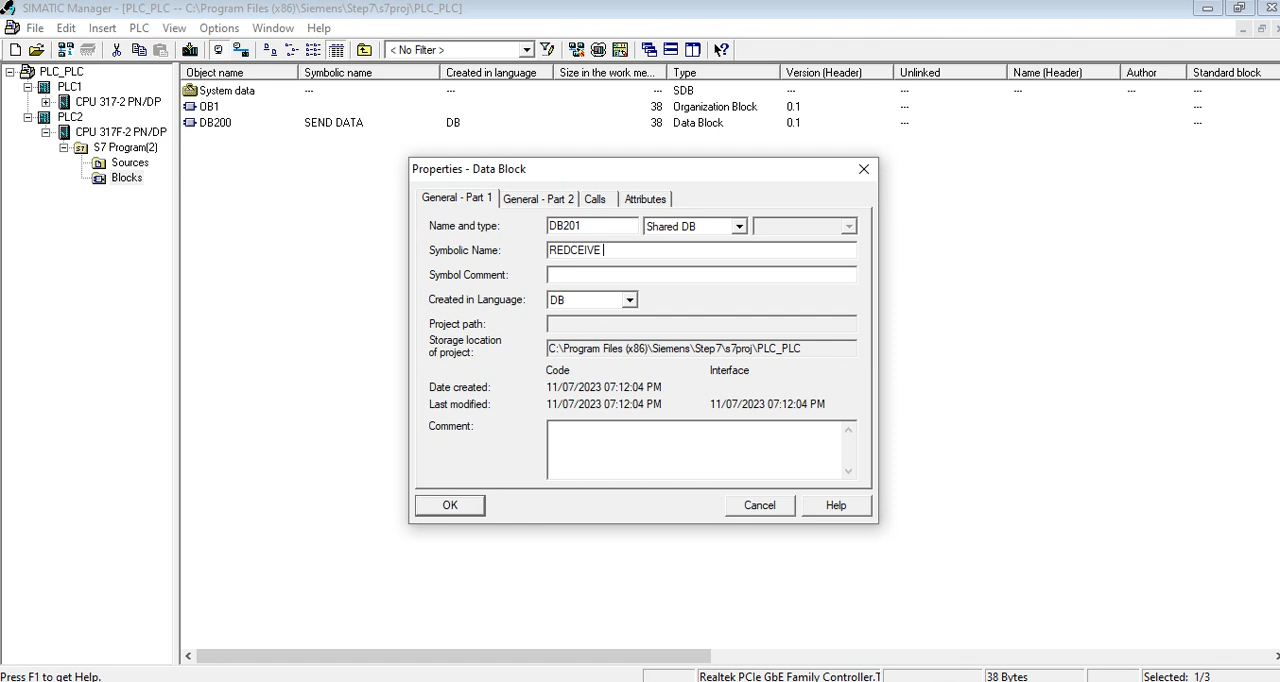 SIMATIC Manager - [PLC_PLC -- C:\Program Files (x86)\Siemens\Step7\s7proj\PLC_PLC]
File Edit Insert PLC View Options Window Help
< No Filter >
PLC_PLC
PLC1
CPU 317-2 PN/DP
PLC2
CPU 317F-2 PN/DP
S7 Program(2)
Sources
Blocks
Object name Symbolic name Created in language Size in the work me... Type Version (Header) Unlinked Name (Header) Author Standard block
System data --- --- --- SDB --- --- --- ---
OB1 38 Organization Block 0.1 --- ---
DB200 SEND DATA DB 38 Data Block 0.1 --- ---
Properties - Data Block
General - Part 1 General - Part 2 Calls Attributes
Name and type: DB201 Shared DB
Symbolic Name: REDCEIVE
Symbol Comment:
Created in Language: DB
Project path:
Storage location
of project: C:\Program Files (x86)\Siemens\Step7\s7proj\PLC_PLC
Code Interface
Date created: 11/07/2023 07:12:04 PM
Last modified: 11/07/2023 07:12:04 PM 11/07/2023 07:12:04 PM
Comment:
OK Cancel Help
Press F1 to get Help. Realtek PCIe GbE Family Controller.T 38 Bytes Selected: 1/3